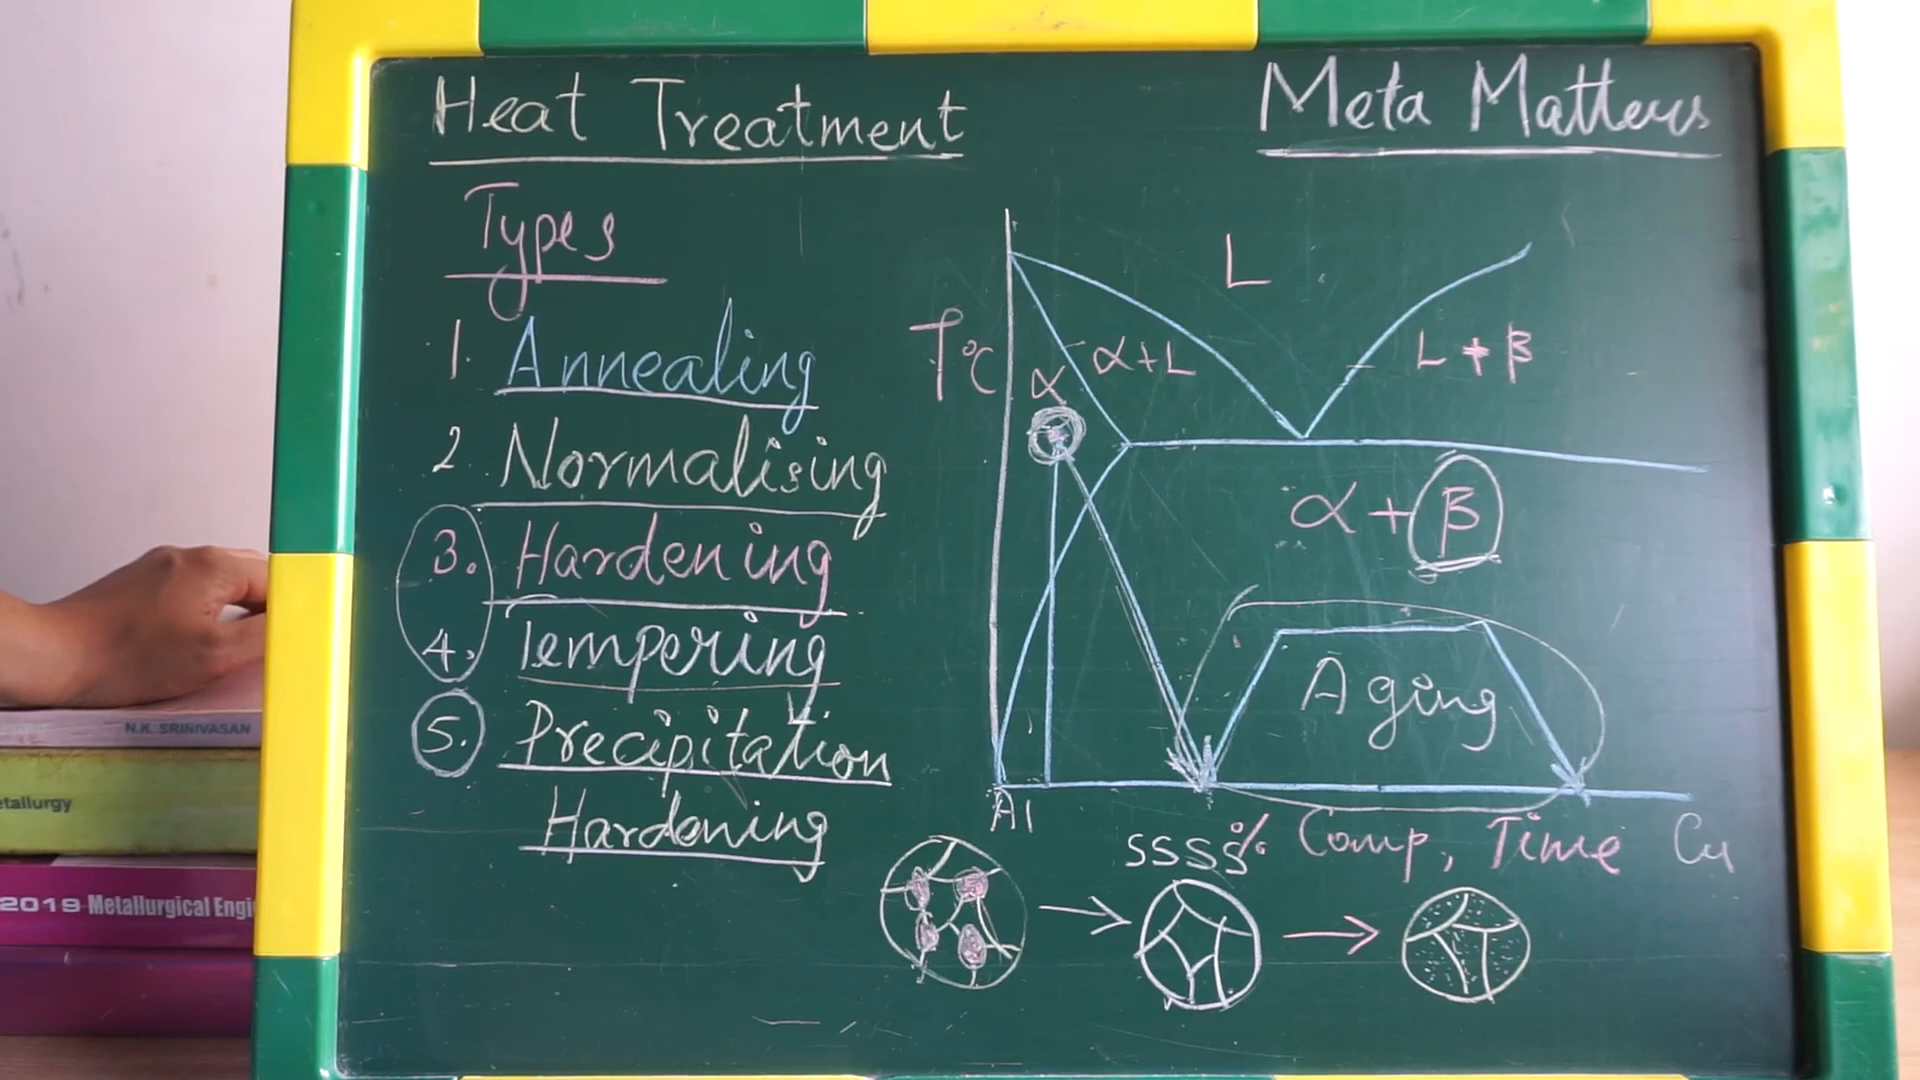 Heat Treatment
Meta Matters
Types
1. Annealing
2. Normalising
3. Hardening
4. Tempering
5. Precipitation
Hardening
L
T°C
α
α+L
L+β
α+β
Aging
Al
SSSS
% Comp, Time
Cu
N.K. SRINIVASAN
etallurgy
2019 Metallurgical Engi